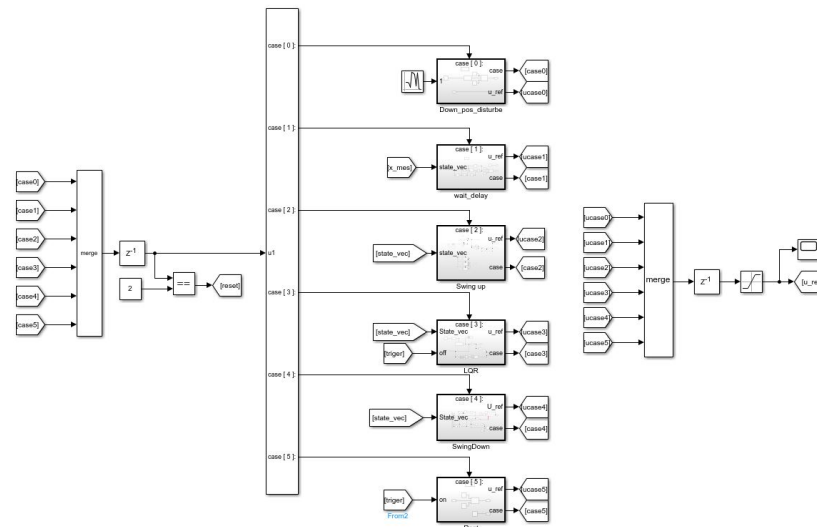 case [ 0 ]:
case [ 0 ]:
case
[case0]
1
u_ref
[ucase0]
Down_pos_disturbe
case [ 1 ]:
case [ 1 ]:
u_ref
[ucase1]
[x_mes]
state_vec
case
[case1]
wait_delay
[case0]
[case1]
[case2]
[case3]
[case4]
[case5]
merge
z-1
2
==
[reset]
u1
case [ 2 ]:
case [ 2 ]:
u_ref
[ucase2]
[state_vec]
state_vec
case
[case2]
Swing up
case [ 3 ]:
case [ 3 ]:
[state_vec]
State_vec
u_ref
[ucase3]
[triger]
off
case
[case3]
LQR
case [ 4 ]:
case [ 4 ]:
U_ref
[ucase4]
[state_vec]
State_vec
case
[case4]
SwingDown
case [ 5 ]:
case [ 5 ]:
u_ref
[ucase5]
[triger]
on
case
[case5]
From2
[ucase0]
[ucase1]
[ucase2]
[ucase3]
[ucase4]
[ucase5]
merge
z-1
[u_re